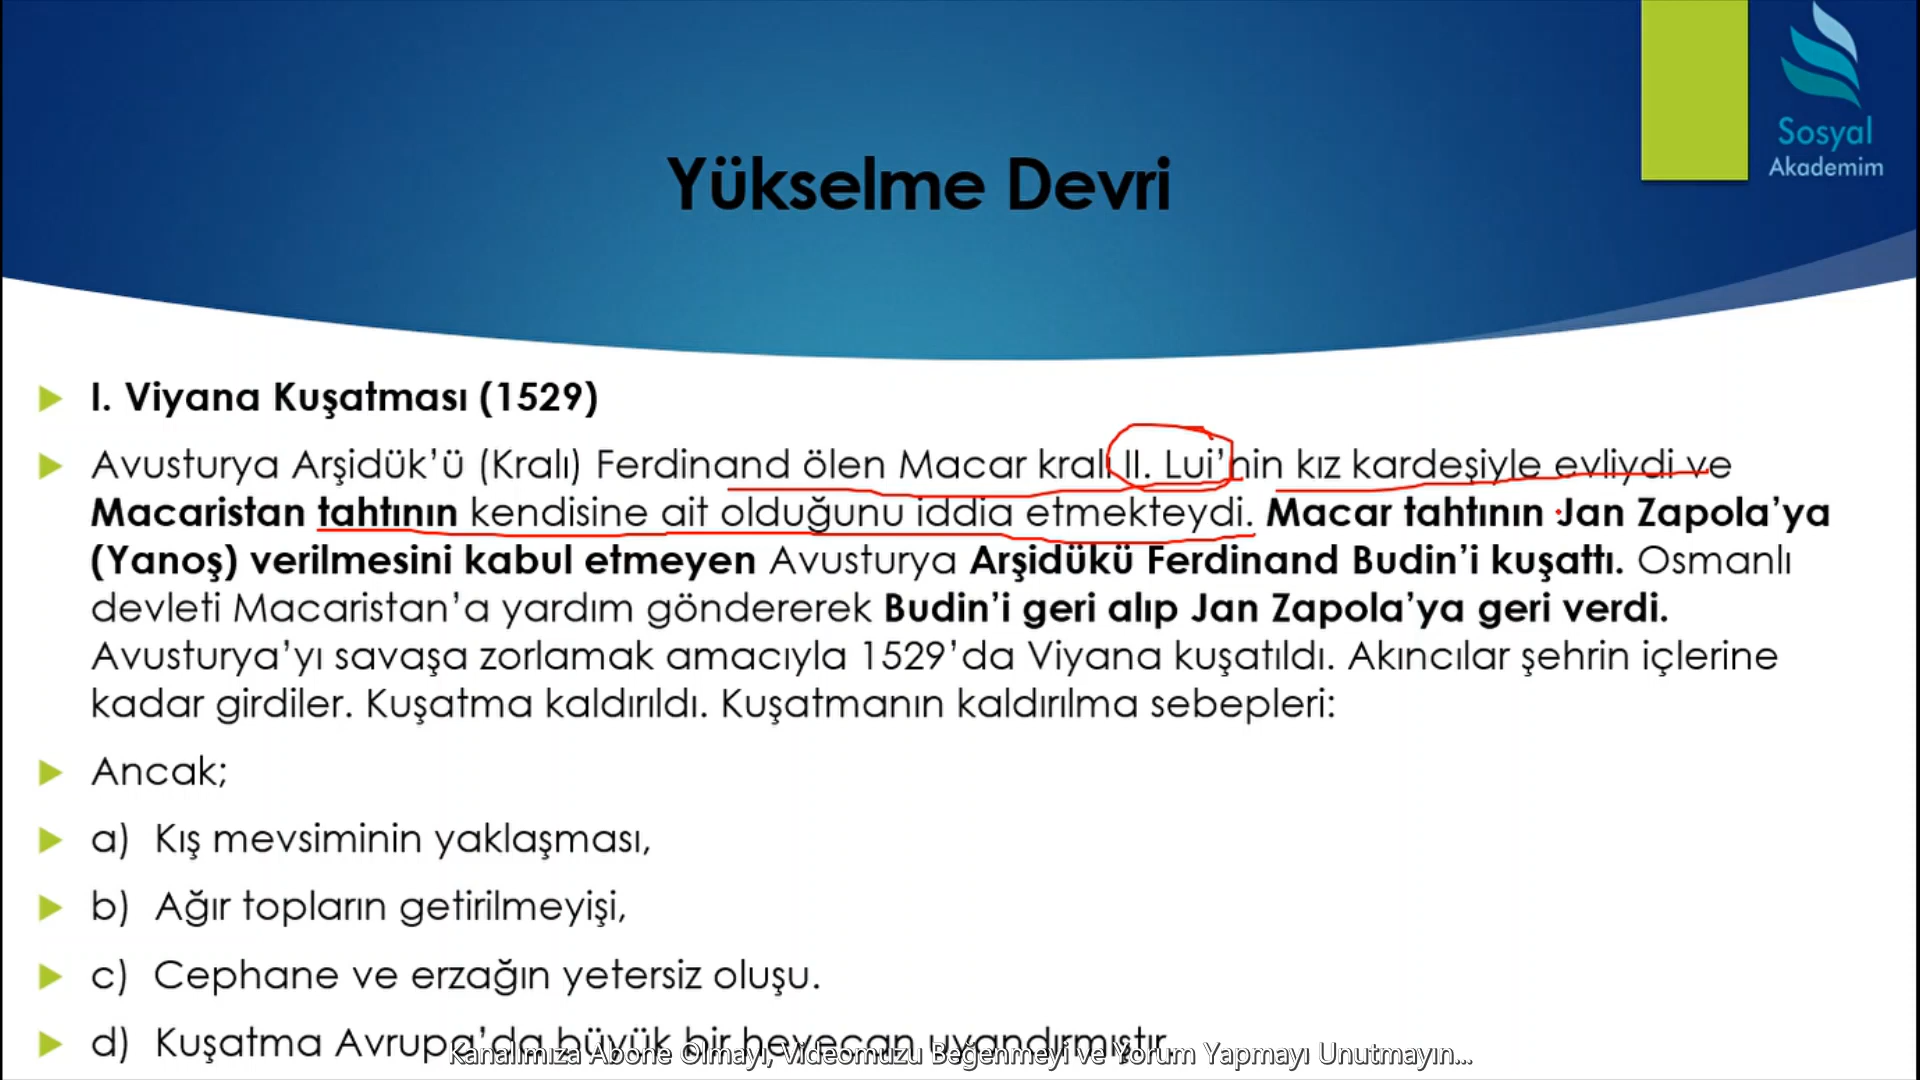 Sosyal
Akademim
Yükselme Devri
I. Viyana Kuşatması (1529)
Avusturya Arşidük’ü (Kralı) Ferdinand ölen Macar kralı II. Lui’nin kız kardeşiyle evliydi ve
Macaristan tahtının kendisine ait olduğunu iddia etmekteydi. Macar tahtının Jan Zapola’ya
(Yanoş) verilmesini kabul etmeyen Avusturya Arşidükü Ferdinand Budin’i kuşattı. Osmanlı
devleti Macaristan’a yardım göndererek Budin’i geri alıp Jan Zapola’ya geri verdi.
Avusturya’yı savaşa zorlamak amacıyla 1529’da Viyana kuşatıldı. Akıncılar şehrin içlerine
kadar girdiler. Kuşatma kaldırıldı. Kuşatmanın kaldırılma sebepleri:
Ancak;
a) Kış mevsiminin yaklaşması,
b) Ağır topların getirilmeyişi,
c) Cephane ve erzağın yetersiz oluşu.
d) Kuşatma Avrupa’da büyük bir heyecan uyandırmıştır.
Kanalımıza Abone Olmayı, Videomuzu Beğenmeyi ve Yorum Yapmayı Unutmayın...